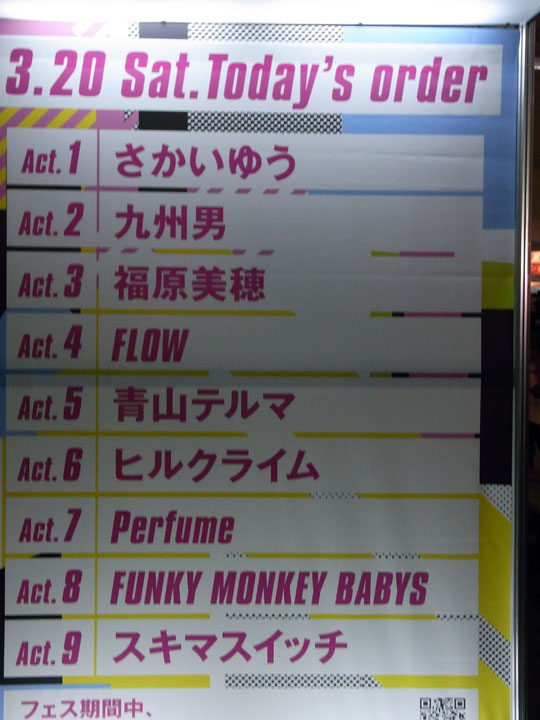 3.20 Sat.Today's order
Act.1 さかいゆう
Act.2 九州男
Act.3 福原美穂
Act.4 FLOW
Act.5 青山テルマ
Act.6 ヒルクライム
Act.7 Perfume
Act.8 FUNKY MONKEY BABYS
Act.9 スキマスイッチ
フェス期間中、